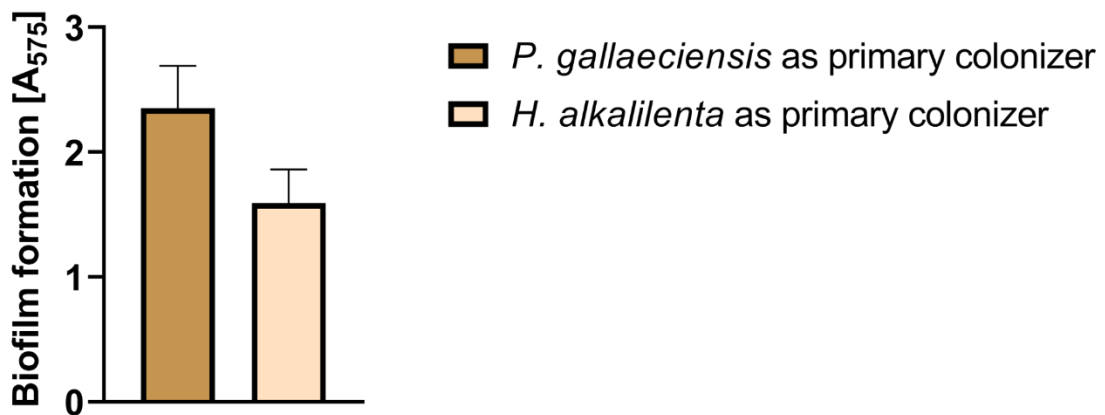 Biofilm formation [A₅₇₅]
3
2
1
0
P. gallaeciensis as primary colonizer
H. alkalilenta as primary colonizer